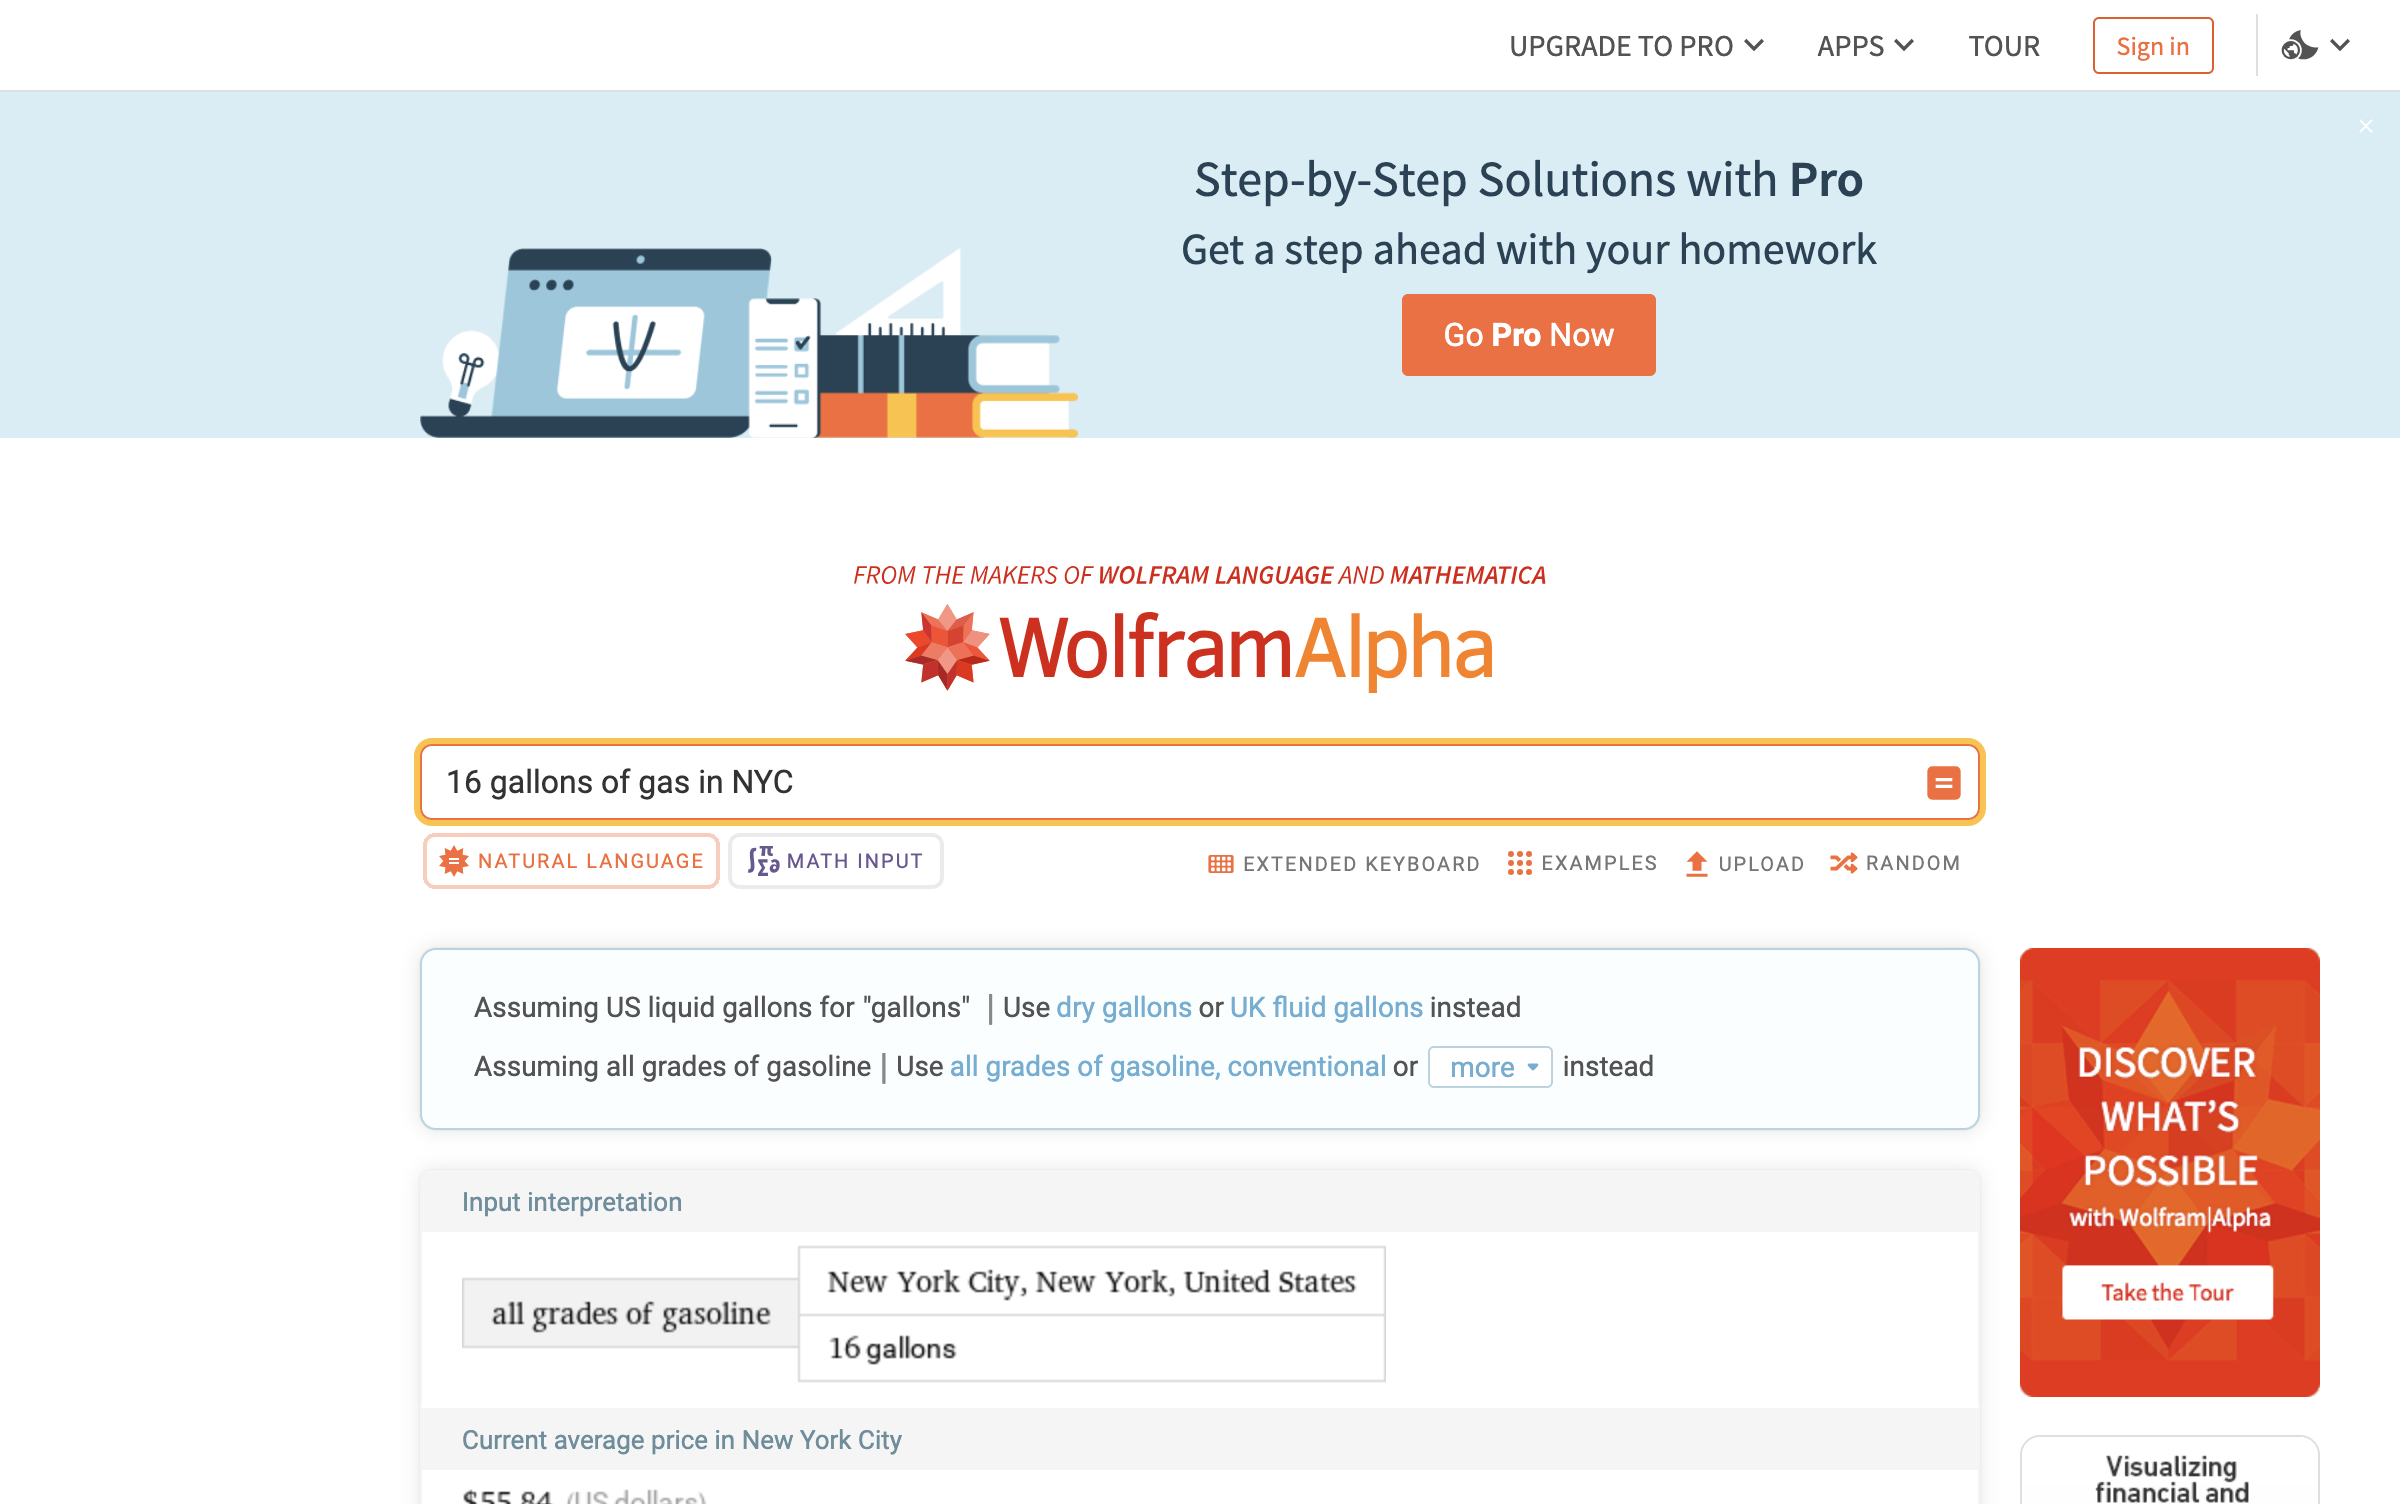 UPGRADE TO PRO
APPS
TOUR
Sign in
Step-by-Step Solutions with Pro
Get a step ahead with your homework
Go Pro Now
FROM THE MAKERS OF WOLFRAM LANGUAGE AND MATHEMATICA
WolframAlpha
16 gallons of gas in NYC
=
NATURAL LANGUAGE
∫π∑∂ MATH INPUT
EXTENDED KEYBOARD
EXAMPLES
UPLOAD
RANDOM
Assuming US liquid gallons for "gallons" | Use dry gallons or UK fluid gallons instead
Assuming all grades of gasoline | Use all grades of gasoline, conventional or more instead
Input interpretation
all grades of gasoline
New York City, New York, United States
16 gallons
Current average price in New York City
$55.84 (US dollars)
DISCOVER
WHAT'S
POSSIBLE
with Wolfram|Alpha
Take the Tour
Visualizing
financial and